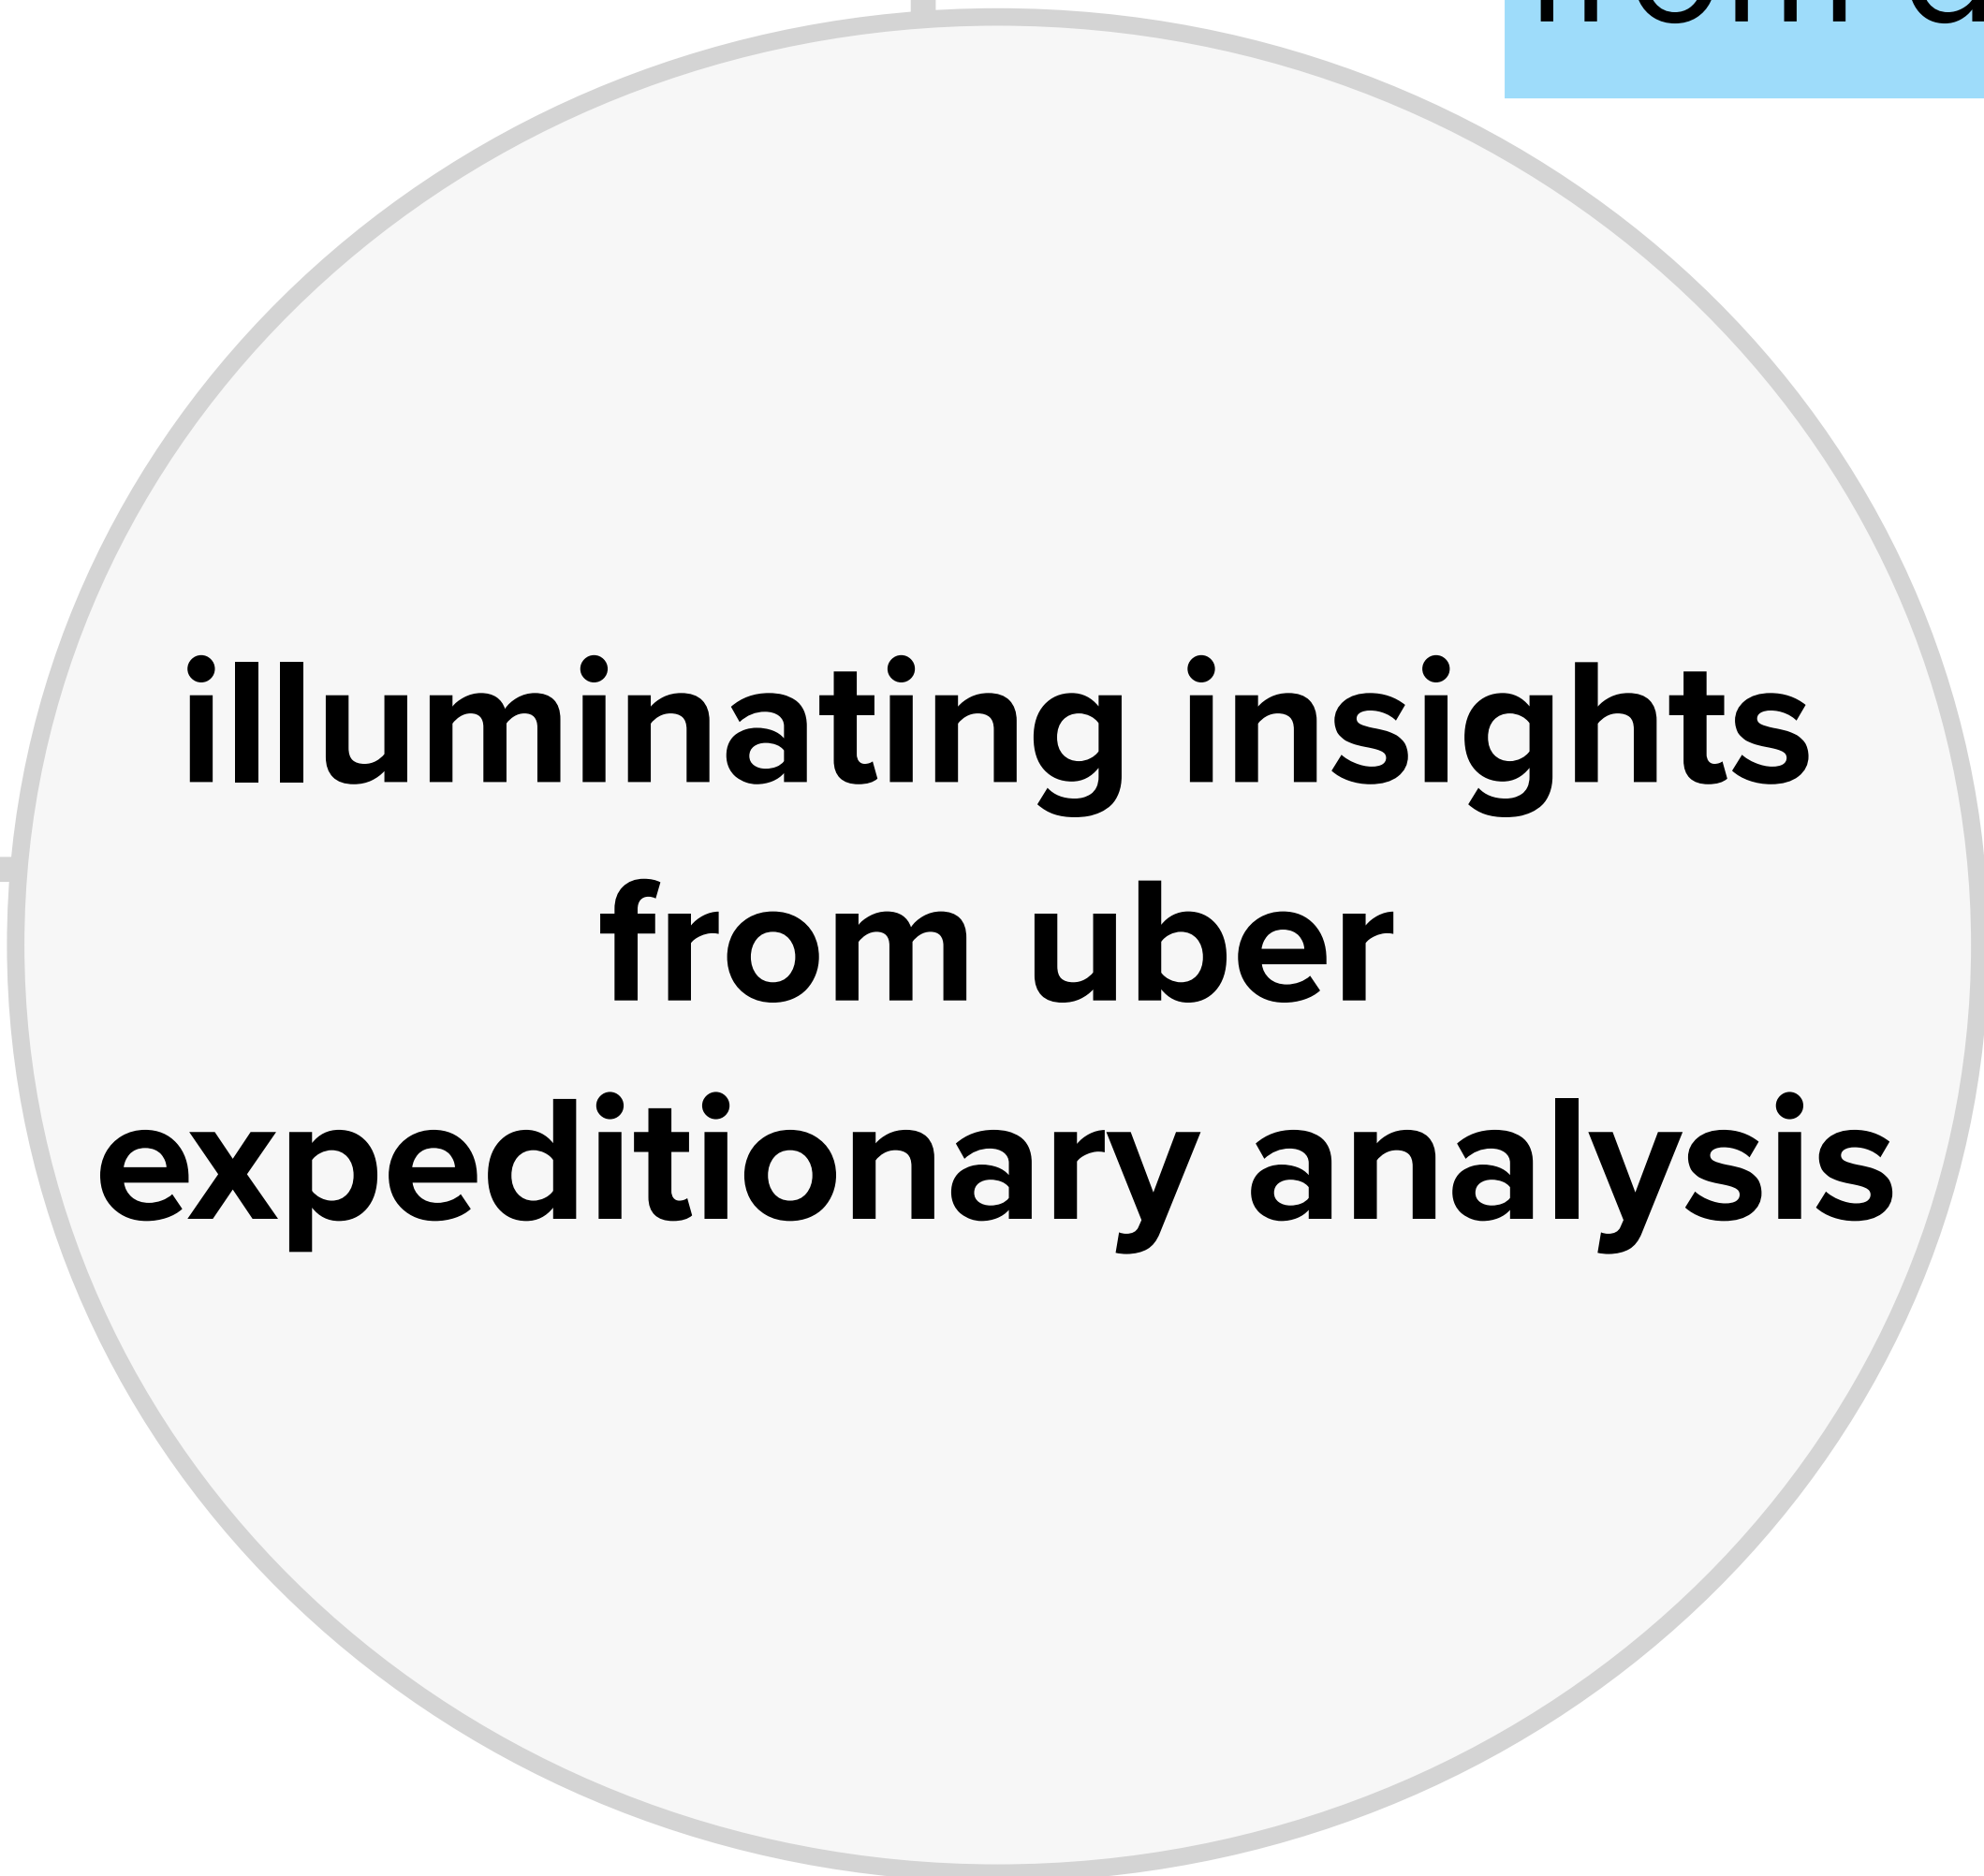 illuminating insights
from uber
expeditionary analysis